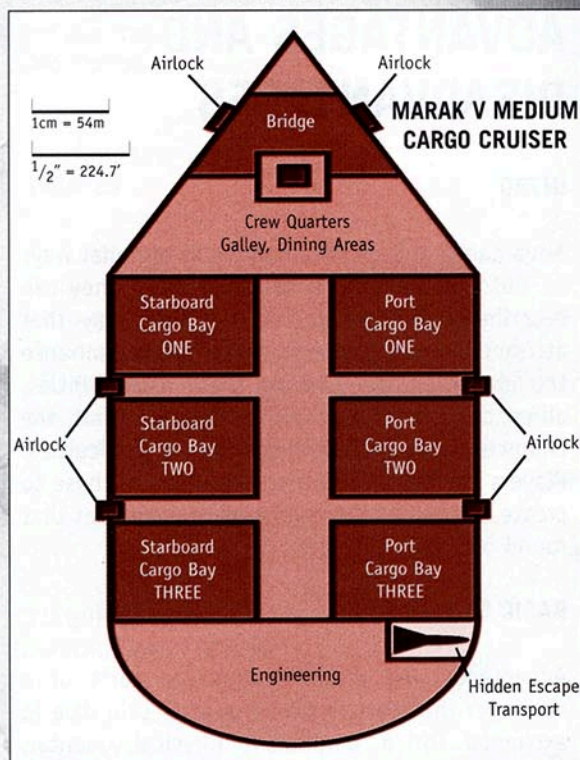 Airlock
Airlock
MARAK V MEDIUM
CARGO CRUISER
1cm = 54m
1/2" = 224.7'
Bridge
Crew Quarters
Galley, Dining Areas
Starboard
Cargo Bay
ONE
Port
Cargo Bay
ONE
Airlock
Airlock
Starboard
Cargo Bay
TWO
Port
Cargo Bay
TWO
Starboard
Cargo Bay
THREE
Port
Cargo Bay
THREE
Engineering
Hidden Escape
Transport